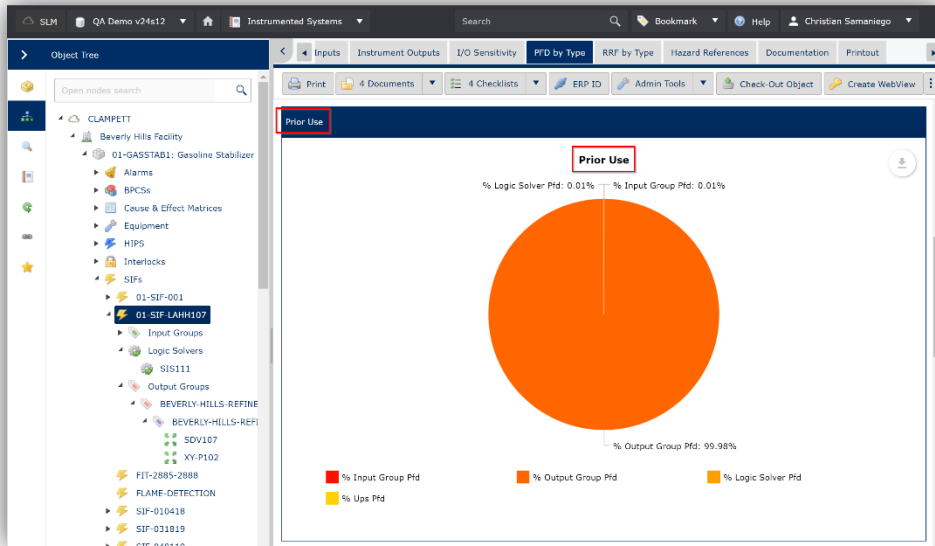 SLM QA Demo v24s12 Instrumented Systems Search Bookmark Help Christian Samaniego
Object Tree
Inputs Instrument Outputs I/O Sensitivity PFD by Type RRF by Type Hazard References Documentation Printout
Open nodes search
Print 4 Documents 4 Checklists ERP ID Admin Tools Check-Out Object Create WebView
CLAMPETT
Beverly Hills Facility
01-GASSTAB1: Gasoline Stabilizer
Alarms
BPCSs
Cause & Effect Matrices
Equipment
HIPS
Interlocks
SIFs
01-SIF-001
01-SIF-LAHH107
Input Groups
Logic Solvers
SIS111
Output Groups
BEVERLY-HILLS-REFINE
BEVERLY-HILLS-REFI
SDV107
XY-P102
FIT-2885-2888
FLAME-DETECTION
SIF-010418
SIF-031819
Prior Use
Prior Use
% Logic Solver Pfd: 0.01% % Input Group Pfd: 0.01%
% Output Group Pfd: 99.98%
% Input Group Pfd % Output Group Pfd % Logic Solver Pfd
% Ups Pfd